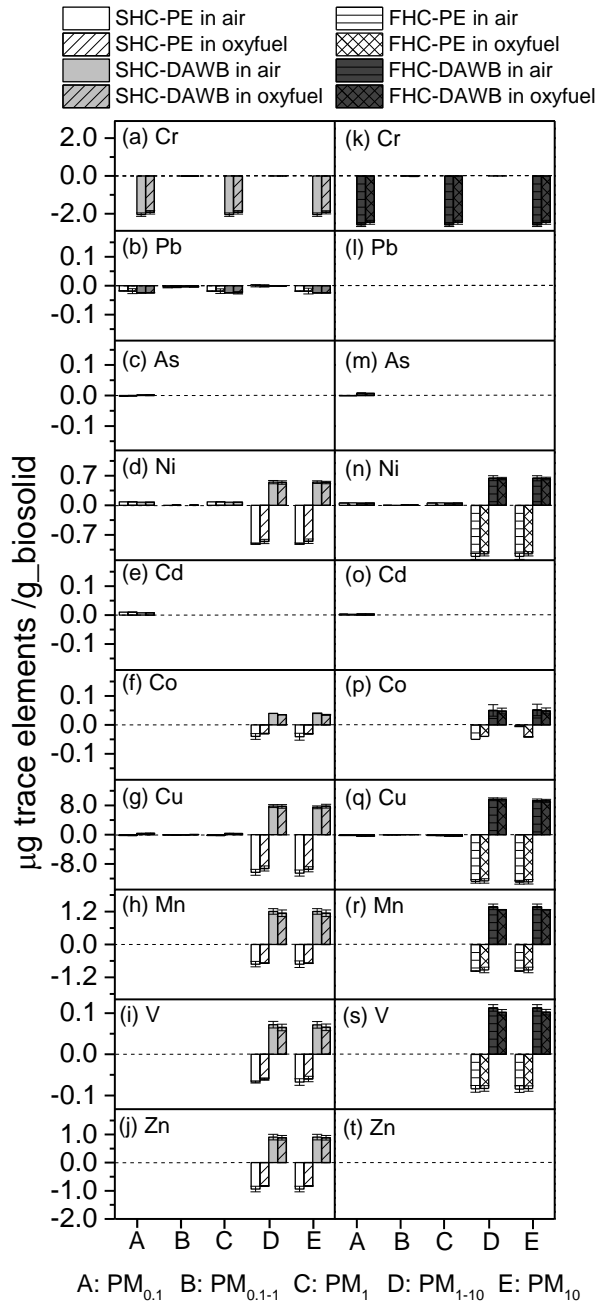 SHC-PE in air FHC-PE in air
SHC-PE in oxyfuel FHC-PE in oxyfuel
SHC-DAWB in air FHC-DAWB in air
SHC-DAWB in oxyfuel FHC-DAWB in oxyfuel
μg trace elements /g_biosolid
2.0 (a) Cr (k) Cr
0.0
-2.0
0.1 (b) Pb (l) Pb
0.0
-0.1
0.1 (c) As (m) As
0.0
-0.1
0.7 (d) Ni (n) Ni
0.0
-0.7
0.1 (e) Cd (o) Cd
0.0
-0.1
0.1 (f) Co (p) Co
0.0
-0.1
8.0 (g) Cu (q) Cu
0.0
-8.0
1.2 (h) Mn (r) Mn
0.0
-1.2
0.1 (i) V (s) V
0.0
-0.1
1.0 (j) Zn (t) Zn
0.0
-1.0
-2.0
A B C D E A B C D E
A: PM0.1 B: PM0.1-1 C: PM1 D: PM1-10 E: PM10